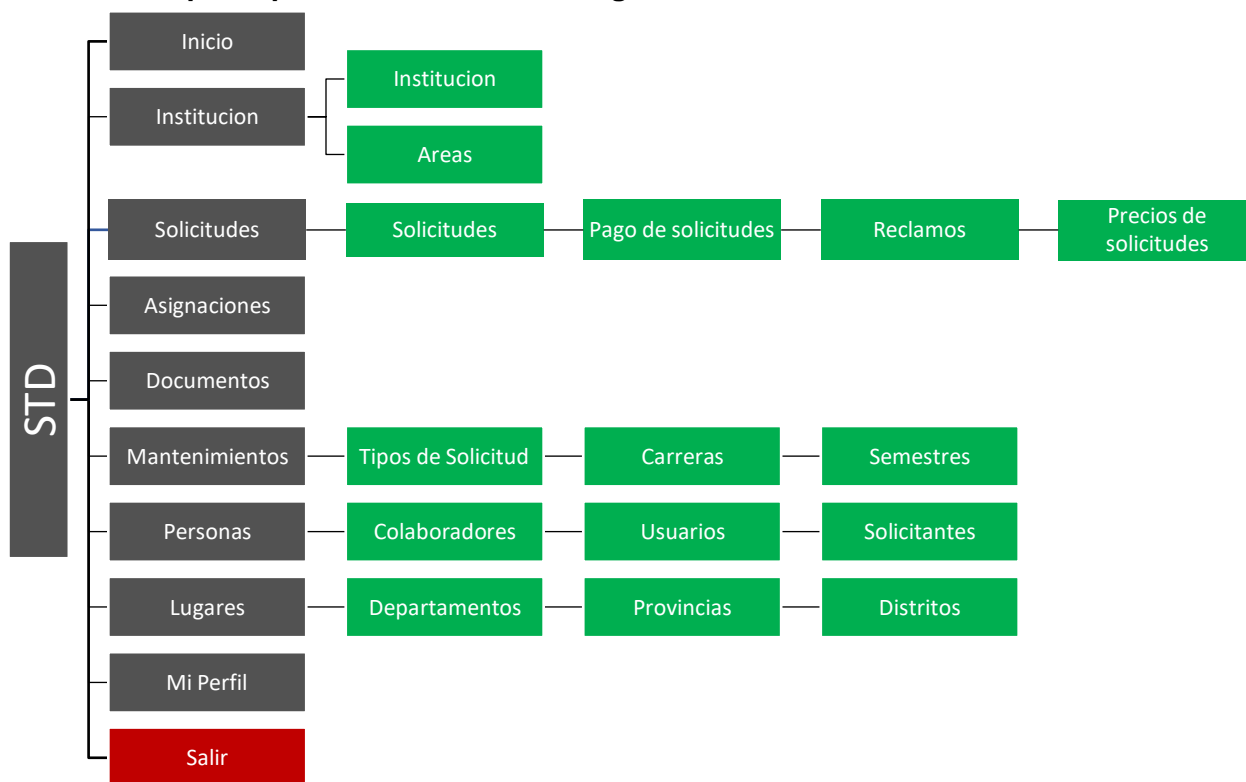 STD
Inicio
Institucion
Institucion
Areas
Solicitudes
Solicitudes
Pago de solicitudes
Reclamos
Precios de
solicitudes
Asignaciones
Documentos
Mantenimientos
Tipos de Solicitud
Carreras
Semestres
Personas
Colaboradores
Usuarios
Solicitantes
Lugares
Departamentos
Provincias
Distritos
Mi Perfil
Salir